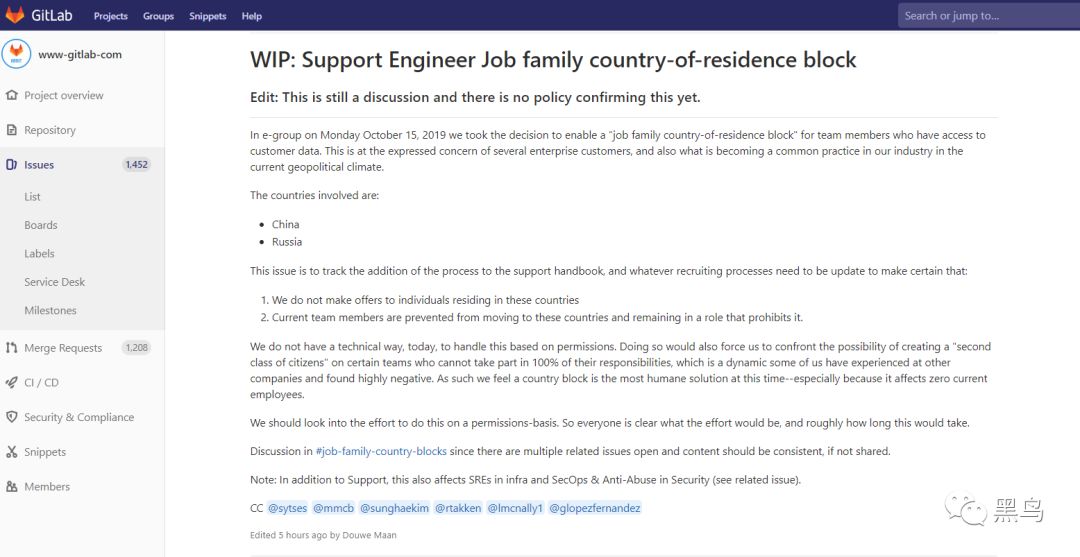 GitLab Projects Groups Snippets Help Search or jump to...
www-gitlab-com
Project overview
Repository
Issues 1,452
List
Boards
Labels
Service Desk
Milestones
Merge Requests 1,208
CI / CD
Security & Compliance
Snippets
Members
WIP: Support Engineer Job family country-of-residence block
Edit: This is still a discussion and there is no policy confirming this yet.
In e-group on Monday October 15, 2019 we took the decision to enable a "job family country-of-residence block" for team members who have access to
customer data. This is at the expressed concern of several enterprise customers, and also what is becoming a common practice in our industry in the
current geopolitical climate.
The countries involved are:
• China
• Russia
This issue is to track the addition of the process to the support handbook, and whatever recruiting processes need to be update to make certain that:
1. We do not make offers to individuals residing in these countries
2. Current team members are prevented from moving to these countries and remaining in a role that prohibits it.
We do not have a technical way, today, to handle this based on permissions. Doing so would also force us to confront the possibility of creating a "second
class of citizens" on certain teams who cannot take part in 100% of their responsibilities, which is a dynamic some of us have experienced at other
companies and found highly negative. As such we feel a country block is the most humane solution at this time--especially because it affects zero current
employees.
We should look into the effort to do this on a permissions-basis. So everyone is clear what the effort would be, and roughly how long this would take.
Discussion in #job-family-country-blocks since there are multiple related issues open and content should be consistent, if not shared.
Note: In addition to Support, this also affects SREs in infra and SecOps & Anti-Abuse in Security (see related issue).
CC @sytses @mmcb @sunghaekim @rtakken @lmcnally1 @glopezfernandez
Edited 5 hours ago by Douwe Maan
黑鸟